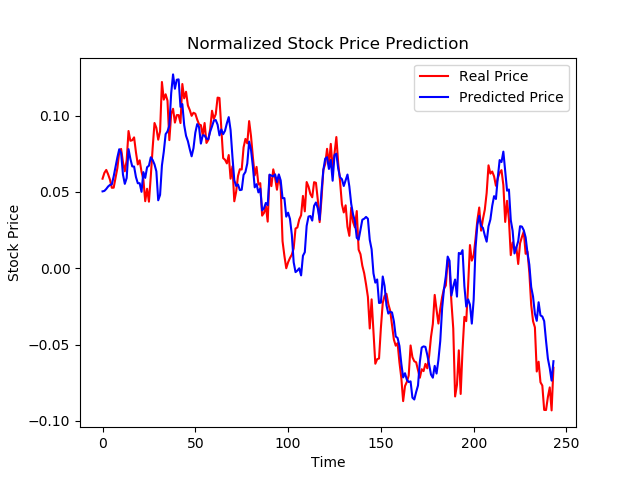 Normalized Stock Price Prediction
Real Price
Predicted Price
Stock Price
0.10
0.05
0.00
−0.05
−0.10
0 50 100 150 200 250
Time